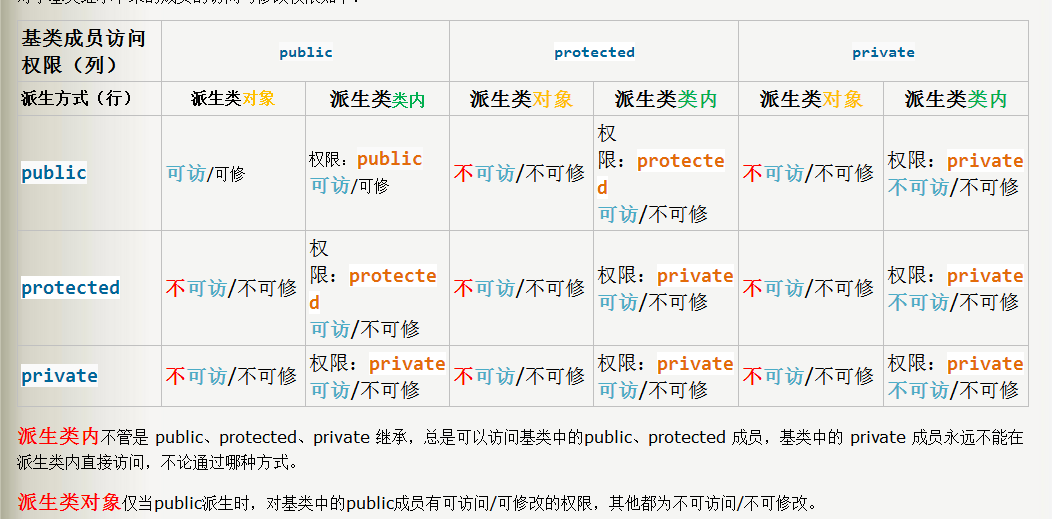 基类成员访问权限（列） public protected private
派生方式（行） 派生类对象 派生类类内 派生类对象 派生类类内 派生类对象 派生类类内
public 可访/可修 权限：public 可访/可修 不可访/不可修 权限：protected 可访/不可修 不可访/不可修 权限：private 不可访/不可修
protected 不可访/不可修 权限：protected 可访/不可修 不可访/不可修 权限：private 可访/不可修 不可访/不可修 权限：private 不可访/不可修
private 不可访/不可修 权限：private 可访/不可修 不可访/不可修 权限：private 可访/不可修 不可访/不可修 权限：private 不可访/不可修
派生类内不管是 public、protected、private 继承，总是可以访问基类中的public、protected 成员，基类中的 private 成员永远不能在
派生类内直接访问，不论通过哪种方式。
派生类对象仅当public派生时，对基类中的public成员有可访问/可修改的权限，其他都为不可访问/不可修改。